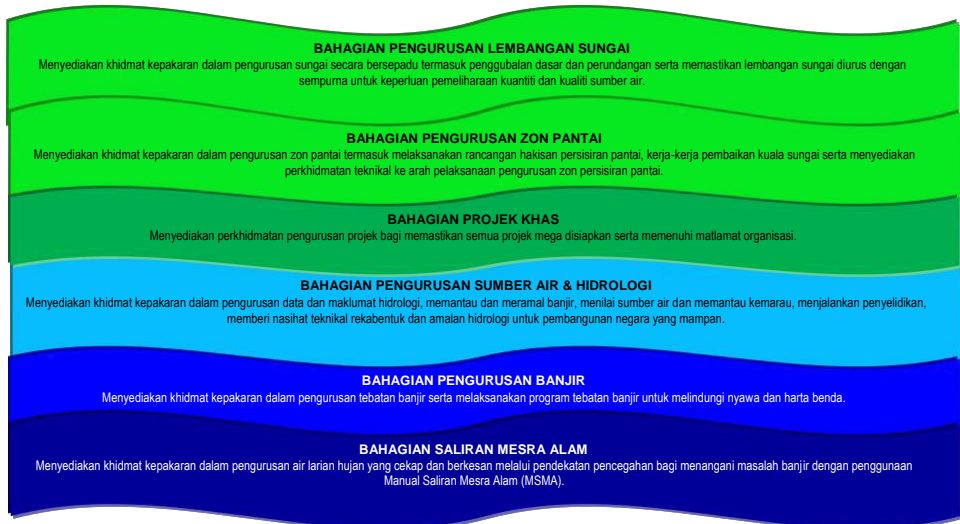 BAHAGIAN PENGURUSAN LEMBANGAN SUNGAI
Menyediakan khidmat kepakaran dalam pengurusan sungai secara bersepadu termasuk penggubalan dasar dan perundangan serta memastikan lembangan sungai diurus dengan
sempurna untuk keperluan pemeliharaan kuantiti dan kualiti sumber air.
BAHAGIAN PENGURUSAN ZON PANTAI
Menyediakan khidmat kepakaran dalam pengurusan zon pantai termasuk melaksanakan rancangan hakisan persisiran pantai, kerja-kerja pembaikan kuala sungai serta menyediakan
perkhidmatan teknikal ke arah pelaksanaan pengurusan zon persisiran pantai.
BAHAGIAN PROJEK KHAS
Menyediakan perkhidmatan pengurusan projek bagi memastikan semua projek mega disiapkan serta memenuhi matlamat organisasi.
BAHAGIAN PENGURUSAN SUMBER AIR & HIDROLOGI
Menyediakan khidmat kepakaran dalam pengurusan data dan maklumat hidrologi, memantau dan meramal banjir, menilai sumber air dan memantau kemarau, menjalankan penyelidikan,
memberi nasihat teknikal rekabentuk dan amalan hidrologi untuk pembangunan negara yang mampan.
BAHAGIAN PENGURUSAN BANJIR
Menyediakan khidmat kepakaran dalam pengurusan tebatan banjir serta melaksanakan program tebatan banjir untuk melindungi nyawa dan harta benda.
BAHAGIAN SALIRAN MESRA ALAM
Menyediakan khidmat kepakaran dalam pengurusan air larian hujan yang cekap dan berkesan melalui pendekatan pencegahan bagi menangani masalah banjir dengan penggunaan
Manual Saliran Mesra Alam (MSMA).